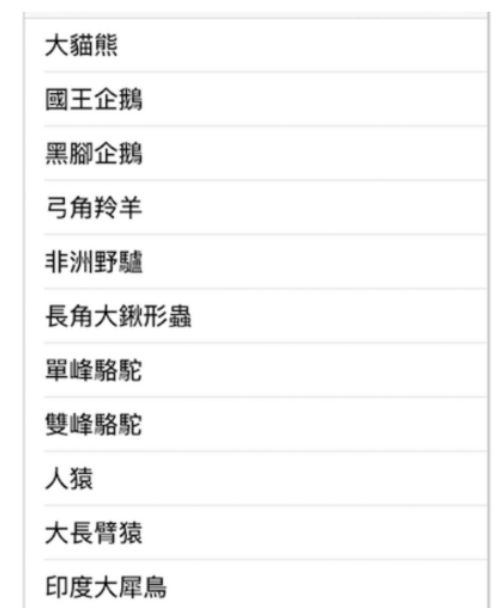 大貓熊
國王企鵝
黑腳企鵝
弓角羚羊
非洲野驢
長角大鍬形蟲
單峰駱駝
雙峰駱駝
人猿
大長臂猿
印度大犀鳥